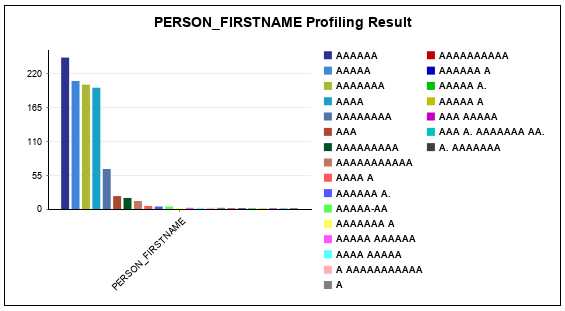 PERSON_FIRSTNAME Profiling Result
220
165
110
55
0
PERSON_FIRSTNAME
AAAAAA
AAAAA
AAAAAAA
AAAA
AAAAAAAA
AAA
AAAAAAAAA
AAAAAAAAAAA
AAAA A
AAAAAA A.
AAAAA-AA
AAAAAAA A
AAAAA AAAAAA
AAAA AAAAA
A AAAAAAAAAAA
A
AAAAAAAAAA
AAAAAA A
AAAAA A.
AAAAA A
AAA AAAAA
AAA A. AAAAAAA AA.
A. AAAAAAA